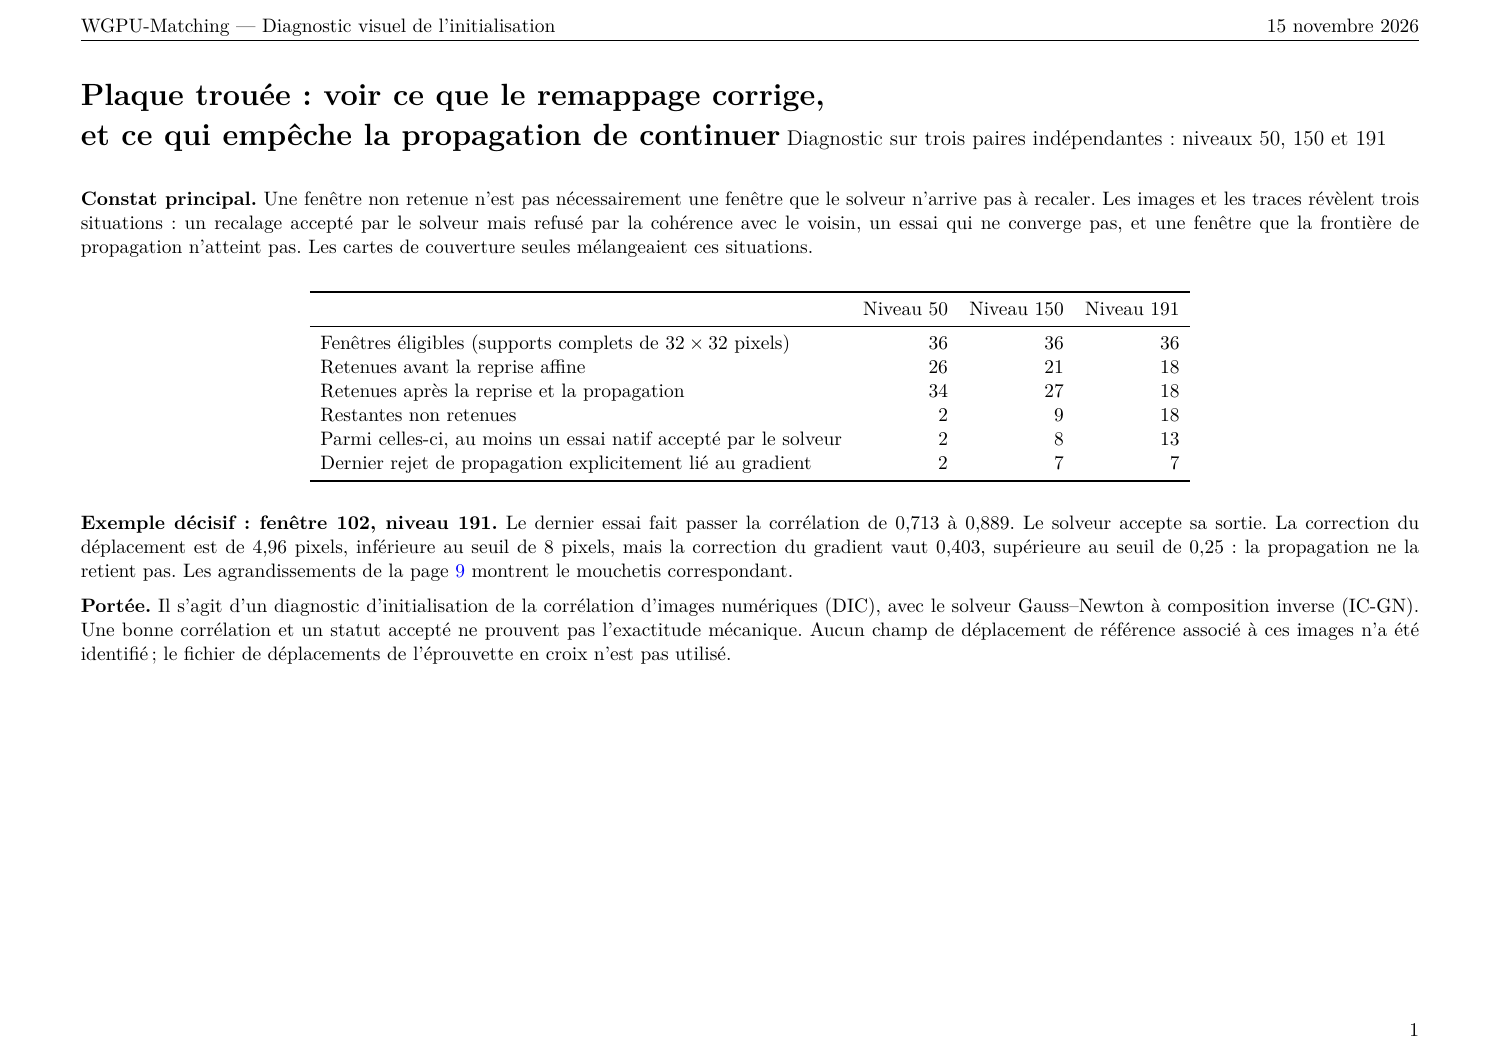 WGPU-Matching — Diagnostic visuel de l'initialisation 15 novembre 2026
Plaque trouée : voir ce que le remappage corrige,
et ce qui empêche la propagation de continuer Diagnostic sur trois paires indépendantes : niveaux 50, 150 et 191
Constat principal. Une fenêtre non retenue n'est pas nécessairement une fenêtre que le solveur n'arrive pas à recaler. Les images et les traces révèlent trois
situations : un recalage accepté par le solveur mais refusé par la cohérence avec le voisin, un essai qui ne converge pas, et une fenêtre que la frontière de
propagation n'atteint pas. Les cartes de couverture seules mélangeaient ces situations.
Niveau 50 Niveau 150 Niveau 191
Fenêtres éligibles (supports complets de 32 × 32 pixels) 36 36 36
Retenues avant la reprise affine 26 21 18
Retenues après la reprise et la propagation 34 27 18
Restantes non retenues 2 9 18
Parmi celles-ci, au moins un essai natif accepté par le solveur 2 8 13
Dernier rejet de propagation explicitement lié au gradient 2 7 7
Exemple décisif : fenêtre 102, niveau 191. Le dernier essai fait passer la corrélation de 0,713 à 0,889. Le solveur accepte sa sortie. La correction du
déplacement est de 4,96 pixels, inférieure au seuil de 8 pixels, mais la correction du gradient vaut 0,403, supérieure au seuil de 0,25 : la propagation ne la
retient pas. Les agrandissements de la page 9 montrent le mouchetis correspondant.
Portée. Il s'agit d'un diagnostic d'initialisation de la corrélation d'images numériques (DIC), avec le solveur Gauss–Newton à composition inverse (IC-GN).
Une bonne corrélation et un statut accepté ne prouvent pas l'exactitude mécanique. Aucun champ de déplacement de référence associé à ces images n'a été
identifié ; le fichier de déplacements de l'éprouvette en croix n'est pas utilisé.
1